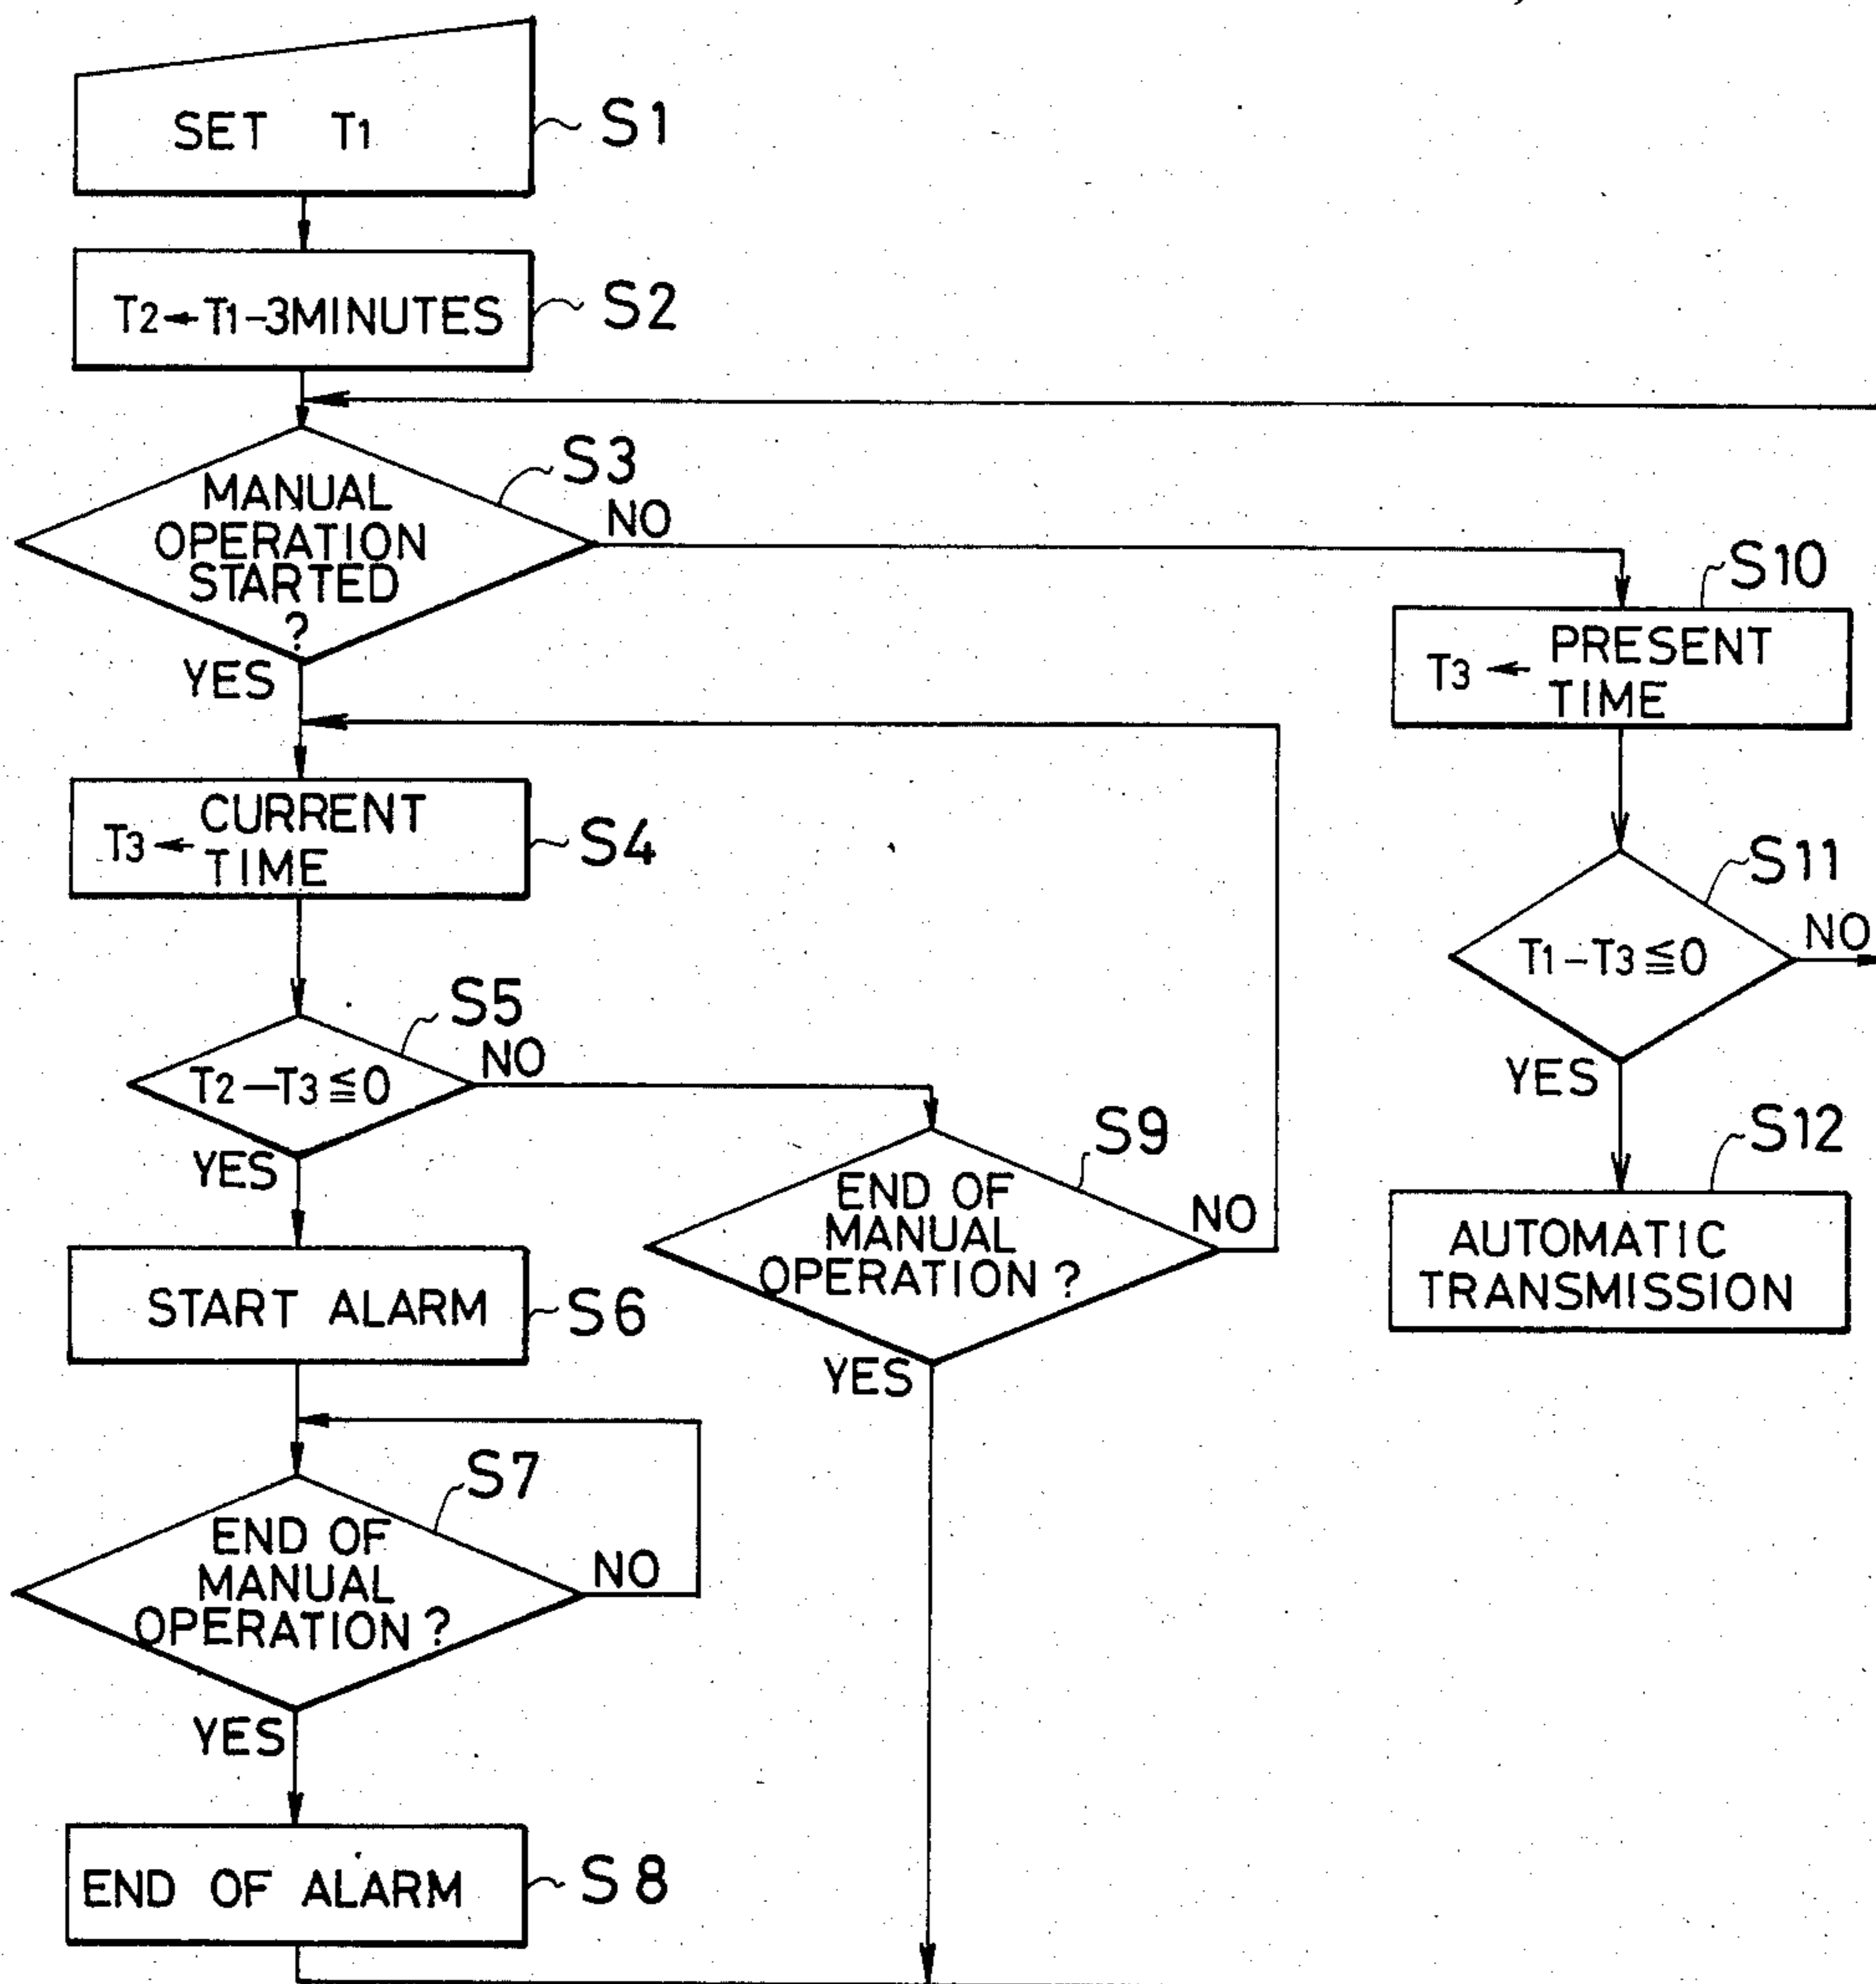 SET T1
S1
T2←T1-3MINUTES
S2
MANUAL
OPERATION
STARTED
?
S3
NO
YES
T3← CURRENT
TIME
S4
T2-T3≦0
S5
NO
YES
START ALARM
S6
END OF
MANUAL
OPERATION ?
S7
NO
YES
END OF ALARM
S8
END OF
MANUAL
OPERATION ?
S9
NO
YES
T3 ← PRESENT
TIME
S10
T1-T3≦0
S11
NO
YES
AUTOMATIC
TRANSMISSION
S12